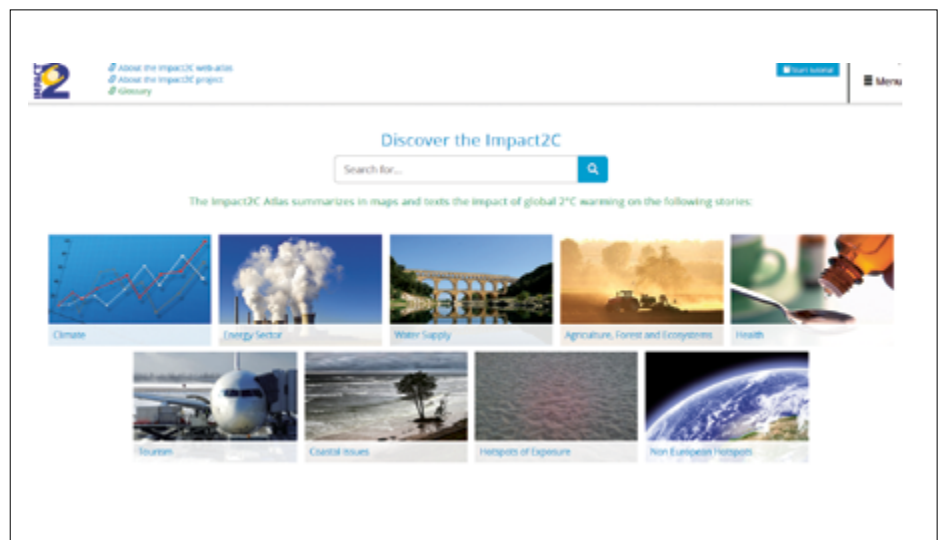 IMPACT
2
About the Impact2C web-atlas
About the Impact2C project
Glossary
Start tutorial
Menu
Discover the Impact2C
Search for...
The Impact2C Atlas summarizes in maps and texts the impact of global 2°C warming on the following stories:
Climate
Energy Sector
Water Supply
Agriculture, Forest and Ecosystems
Health
Tourism
Coastal Issues
Hotspots of Exposure
Non European Hotspots